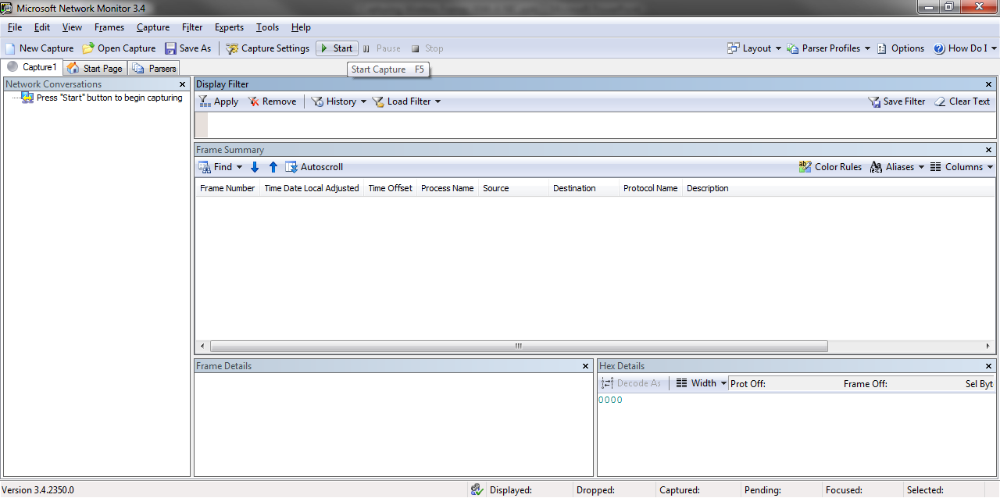 Microsoft Network Monitor 3.4
File Edit View Frames Capture Filter Experts Tools Help
New Capture Open Capture Save As Capture Settings Start Pause Stop Layout Parser Profiles Options How Do I
Capture1 Start Page Parsers
Start Capture F5
Network Conversations
Press "Start" button to begin capturing
Display Filter
Apply Remove History Load Filter Save Filter Clear Text
Frame Summary
Find Autoscroll Color Rules Aliases Columns
Frame Number Time Date Local Adjusted Time Offset Process Name Source Destination Protocol Name Description
Frame Details
Hex Details
Decode As Width Prot Off: Frame Off: Sel Byt
0000
Version 3.4.2350.0 Displayed: Dropped: Captured: Pending: Focused: Selected: